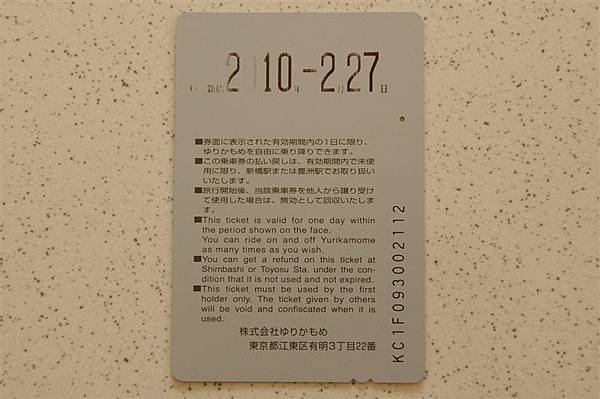 2 10-2.27日
■券面に表示された有効期間内の1日に限り、
ゆりかもめを自由に乗り降りできます。
■この乗車券の払い戻しは、有効期間内で未使
用に限り、新橋駅または豊洲駅でお取り扱い
いたします。
■旅行開始後、当該乗車券を他人から譲り受け
て使用した場合は、無効として回収いたしま
す。
■This ticket is valid for one day within
the period shown on the face.
You can ride on and off Yurikamome
as many times as you wish.
■You can get a refund on this ticket at
Shimbashi or Toyosu Sta. under the con-
dition that it is not used and not expired.
■This ticket must be used by the first
holder only. The ticket given by others
will be void and confiscated when it is
used.
株式会社ゆりかもめ
東京都江東区有明3丁目22番
KC1F093002112